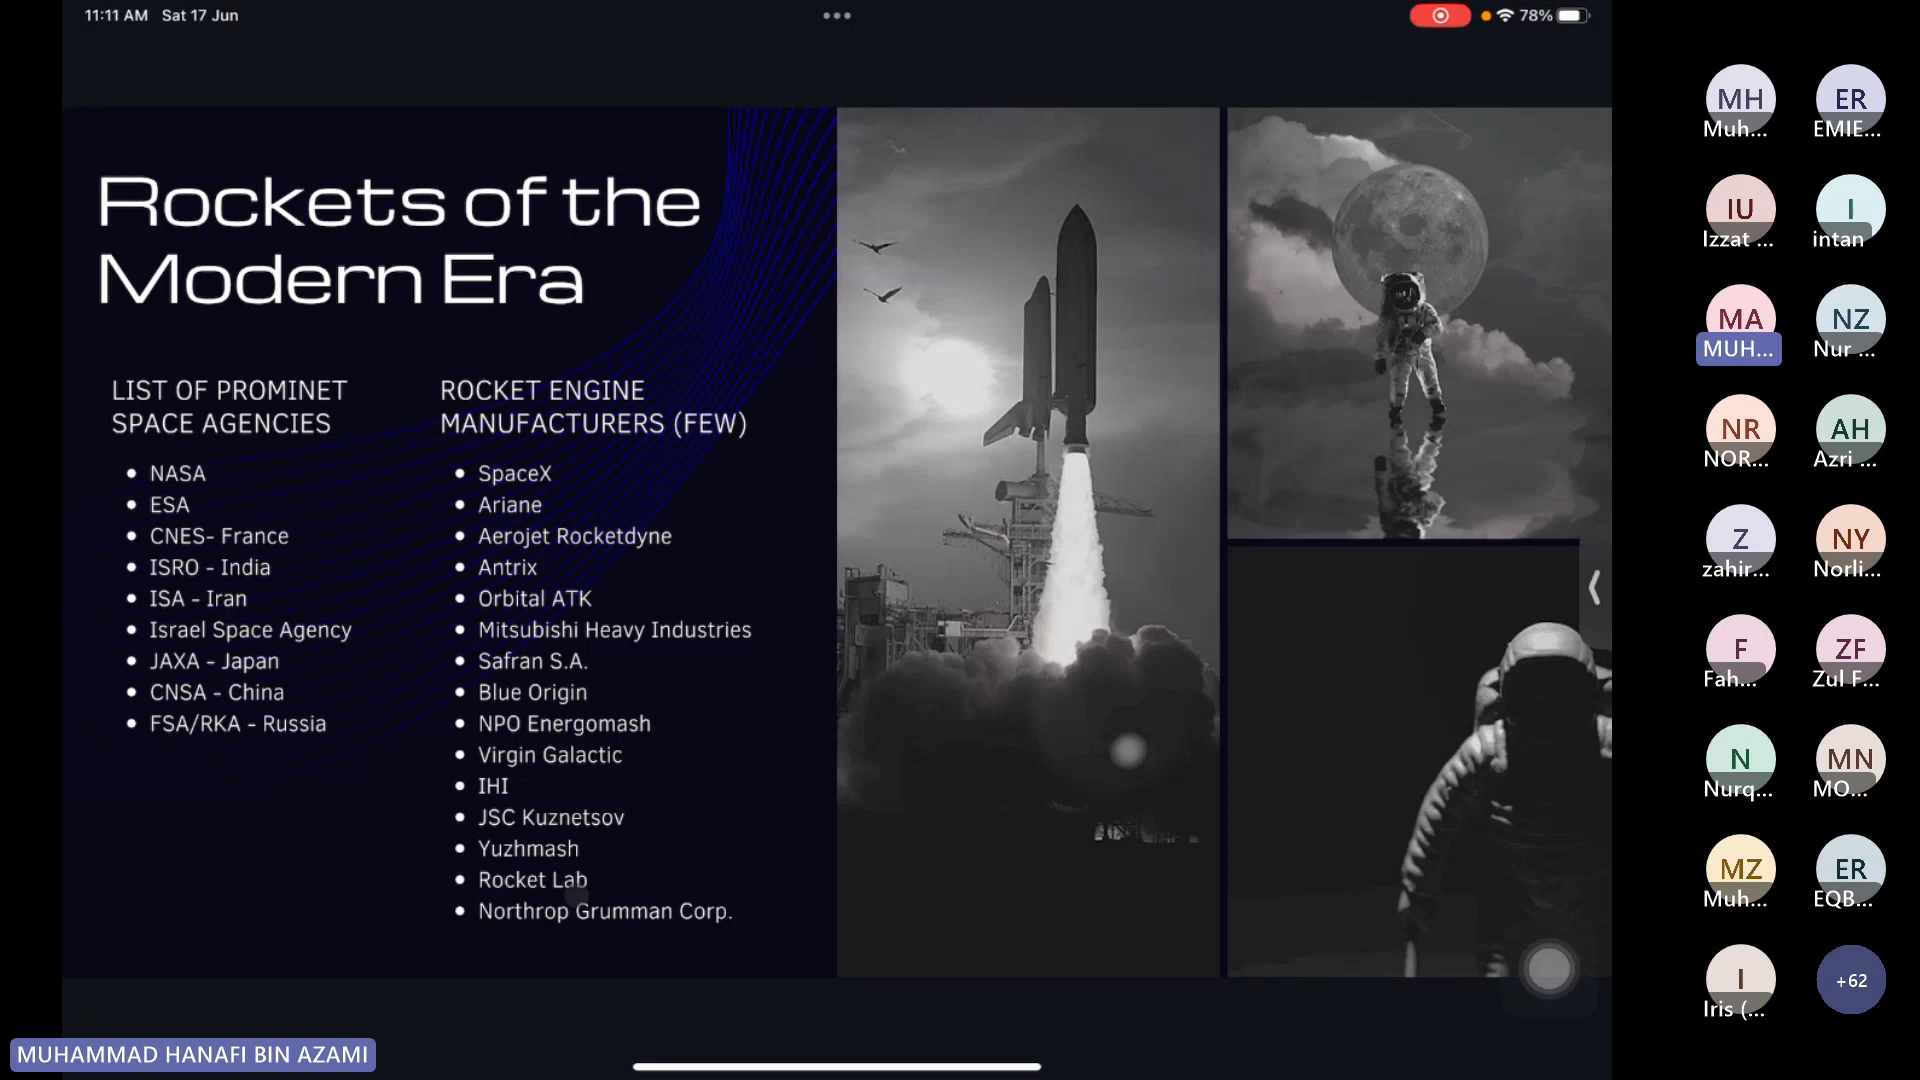 11:11 AM Sat 17 Jun
78%
Rockets of the
Modern Era
LIST OF PROMINET
SPACE AGENCIES
NASA
ESA
CNES- France
ISRO - India
ISA - Iran
Israel Space Agency
JAXA - Japan
CNSA - China
FSA/RKA - Russia
ROCKET ENGINE
MANUFACTURERS (FEW)
SpaceX
Ariane
Aerojet Rocketdyne
Antrix
Orbital ATK
Mitsubishi Heavy Industries
Safran S.A.
Blue Origin
NPO Energomash
Virgin Galactic
IHI
JSC Kuznetsov
Yuzhmash
Rocket Lab
Northrop Grumman Corp.
MH
Muh...
ER
EMIE...
IU
Izzat ...
I
intan
MA
MUH...
NZ
Nur ...
NR
NOR...
AH
Azri ...
Z
zahir...
NY
Norli...
F
Fah...
ZF
Zul F...
N
Nurq...
MN
MO...
MZ
Muh...
ER
EQB...
I
Iris (...
+62
MUHAMMAD HANAFI BIN AZAMI